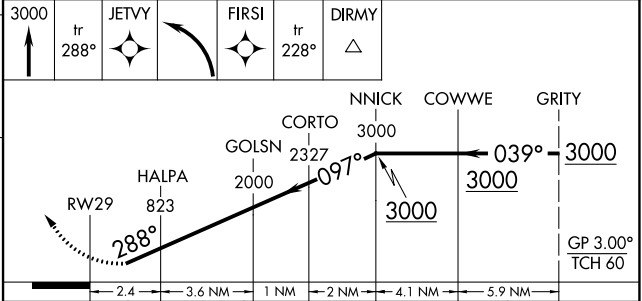 3000 tr 288° JETVY FIRSI tr 228° DIRMY
NNICK COWWE GRITY
CORTO 3000
GOLSN 2327 097° 039° 3000
HALPA 2000 3000
RW29 823 3000
288° GP 3.00°
TCH 60
2.4 3.6 NM 1 NM 2 NM 4.1 NM 5.9 NM